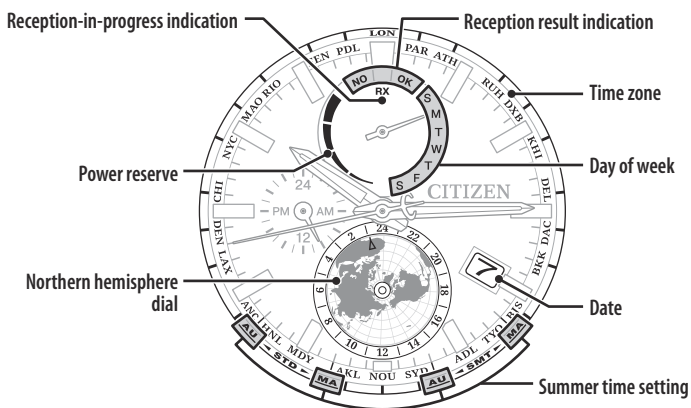 Reception-in-progress indication
Reception result indication
LON
PDL
PAR ATH
MAO RIO
RUH DXB
Time zone
NYC
KHI
NO
OK
RX
S M T W T F S
Power reserve
Day of week
CHI
DEL
24
PM
AM
12
CITIZEN
DEN LAX
BKK DAC
24 22 20 18 16 14 12 10 8 6 4 2
Northern hemisphere
dial
7
Date
ANC HNL MDY
AKL NOU SYD
ADL TYO
AU
STD
MA
AU
SMT
MA
Summer time setting